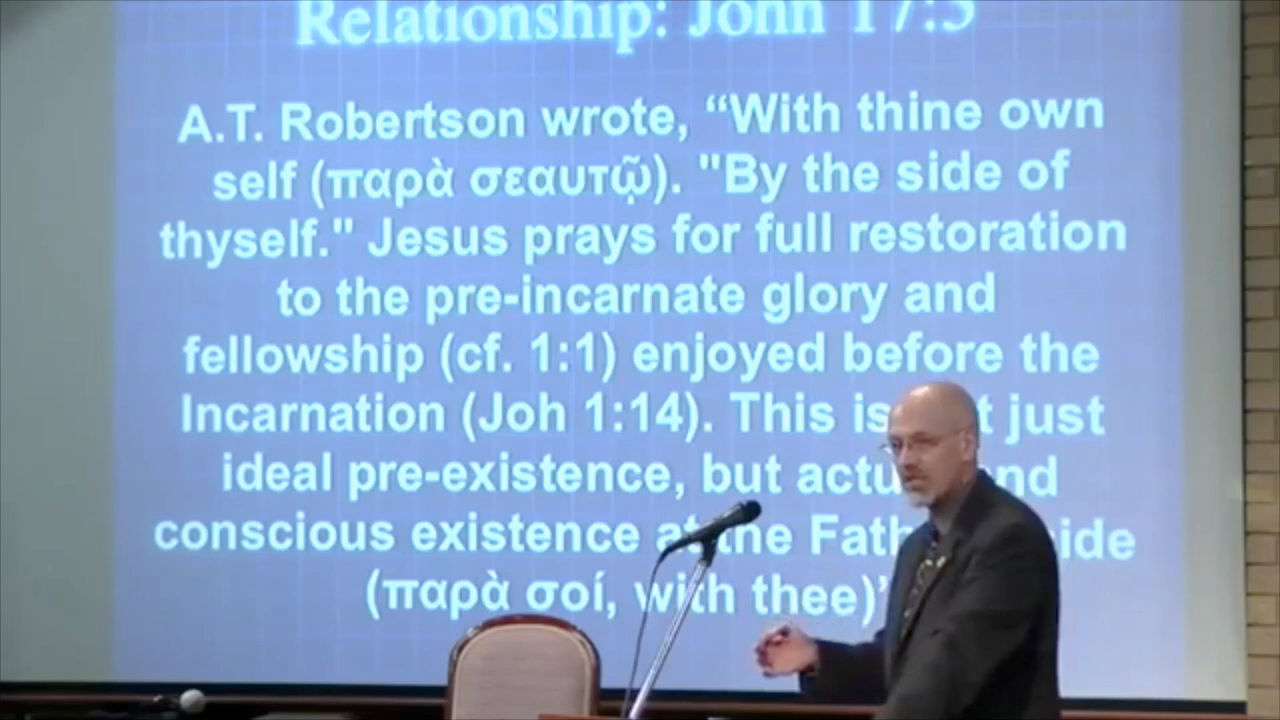 Relationship: John 17:5
A.T. Robertson wrote, “With thine own
self (παρὰ σεαυτῷ). "By the side of
thyself." Jesus prays for full restoration
to the pre-incarnate glory and
fellowship (cf. 1:1) enjoyed before the
Incarnation (Joh 1:14). This is just
ideal pre-existence, but
conscious existence at the
(παρὰ σοί, with thee)”